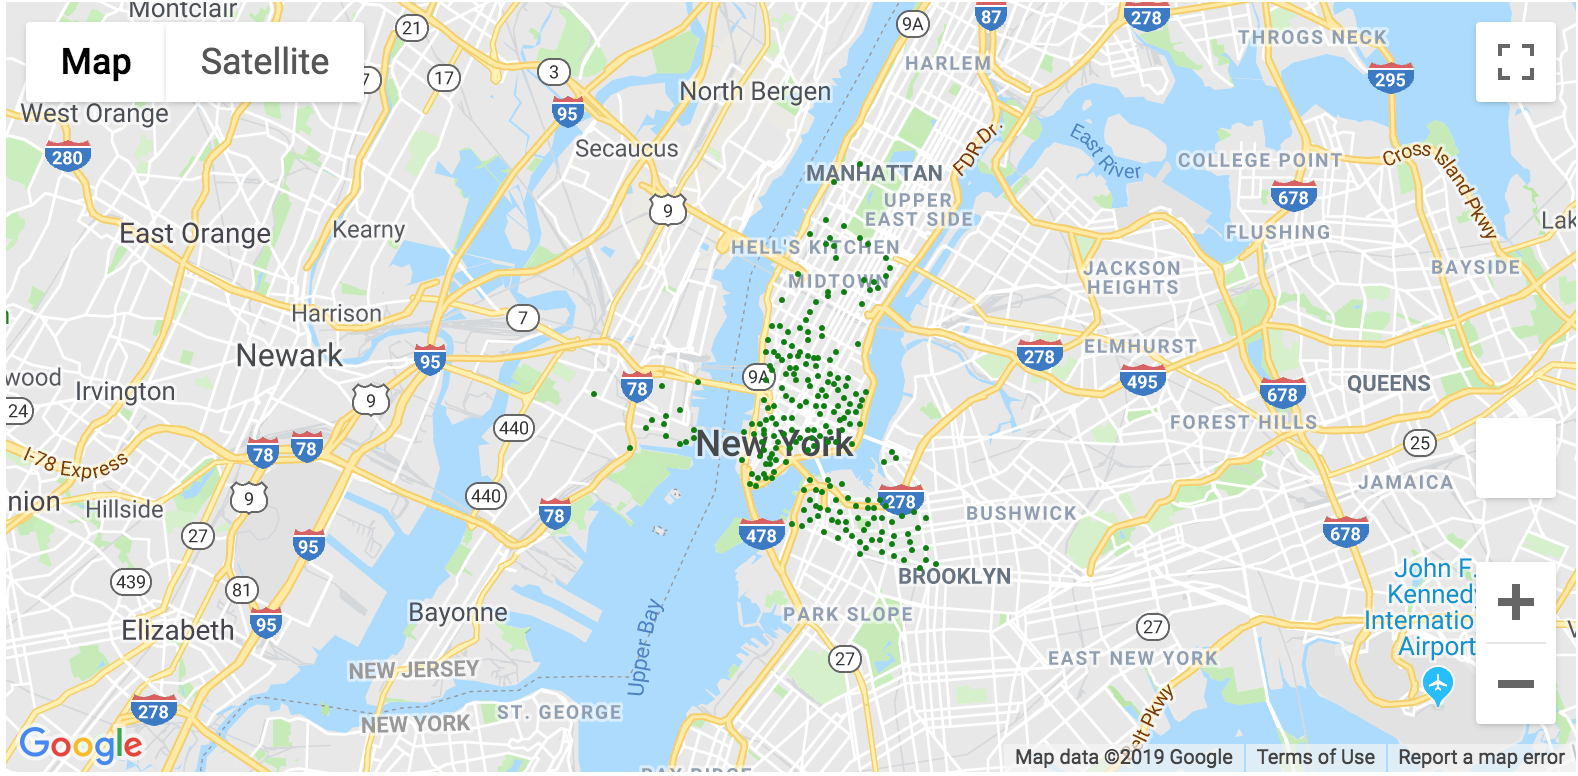 Montclair
21
9A
87
278
THROGS NECK
Map
Satellite
7
17
3
HARLEM
295
95
North Bergen
West Orange
280
Secaucus
FDR Dr.
East River
COLLEGE POINT
Cross Island Pkwy
MANHATTAN
678
UPPER
EAST SIDE
9
Kearny
East Orange
FLUSHING
Lak
HELL'S KITCHEN
JACKSON
HEIGHTS
BAYSIDE
MIDTOWN
Harrison
7
Newark
95
278
ELMHURST
wood
Irvington
9
78
9A
495
678
QUEENS
24
440
FOREST HILLS
25
I-78 Express
78
78
New York
JAMAICA
nion
9
Hillside
440
78
278
BUSHWICK
27
95
478
678
439
81
BROOKLYN
John F.
Kennedy
Internatio
Airport
Bayonne
PARK SLOPE
Elizabeth
95
27
Upper Bay
NEW JERSEY
27
EAST NEW YORK
278
NEW YORK
ST. GEORGE
elt Pkwy
Google
BAY RIDGE
Map data ©2019 Google
Terms of Use
Report a map error